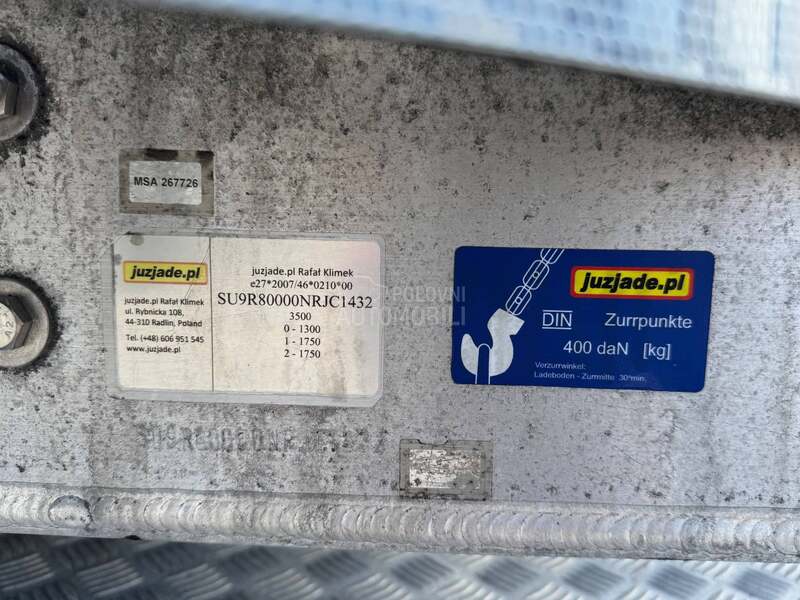 MSA 267726
juzjade.pl
juzjade.pl Rafał Klimek
ul. Rybnicka 108,
44-310 Radlin, Poland
Tel. (+48) 606 951 545
www.juzjade.pl
juzjade.pl Rafał Klimek
e27*2007/46*0210*00
SU9R80000NRJC1432
3500
0 - 1300
1 - 1750
2 - 1750
POLOVNI
AUTOMOBILI
juzjade.pl
DIN Zurrpunkte
400 daN [kg]
Verzurrwinkel:
Ladeboden - Zurrmitte 30°min.